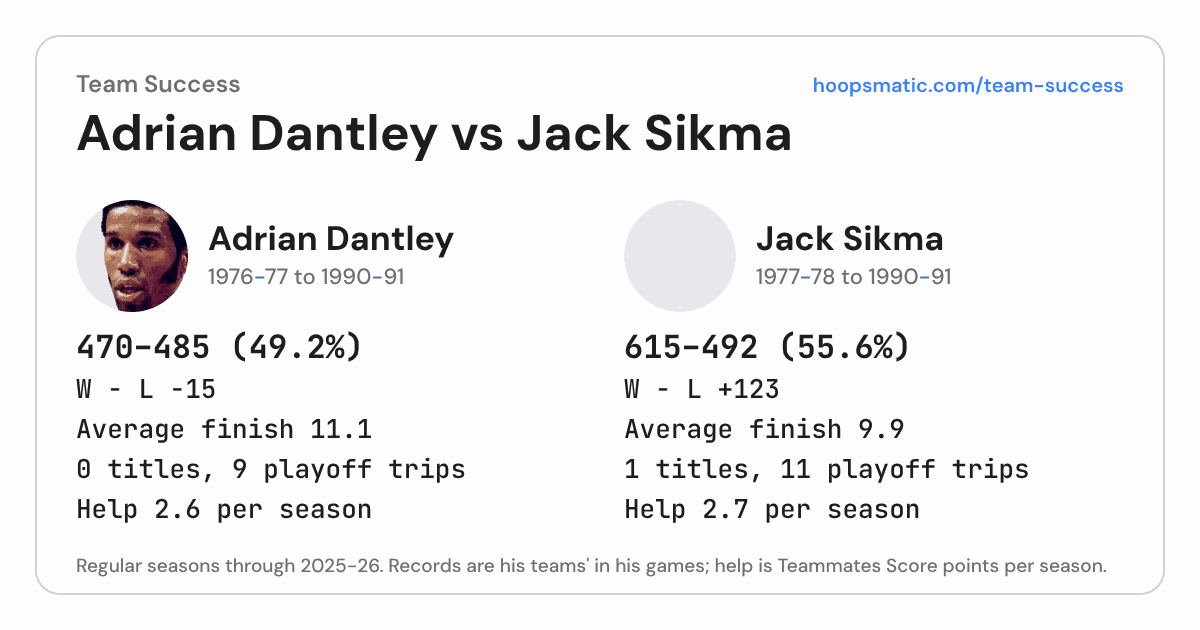 Team Success
hoopsmatic.com/team-success
Adrian Dantley vs Jack Sikma
Adrian Dantley
1976-77 to 1990-91
Jack Sikma
1977-78 to 1990-91
470-485 (49.2%)
W - L -15
Average finish 11.1
0 titles, 9 playoff trips
Help 2.6 per season
615-492 (55.6%)
W - L +123
Average finish 9.9
1 titles, 11 playoff trips
Help 2.7 per season
Regular seasons through 2025-26. Records are his teams' in his games; help is Teammates Score points per season.